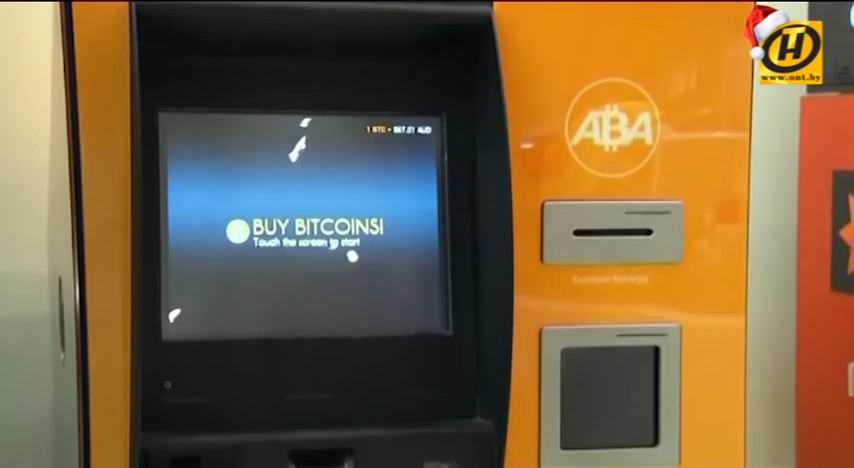 H
www.ont.by
1 BTC = 867.01 AUD
ABA
BUY BITCOINS!
Touch the screen to start